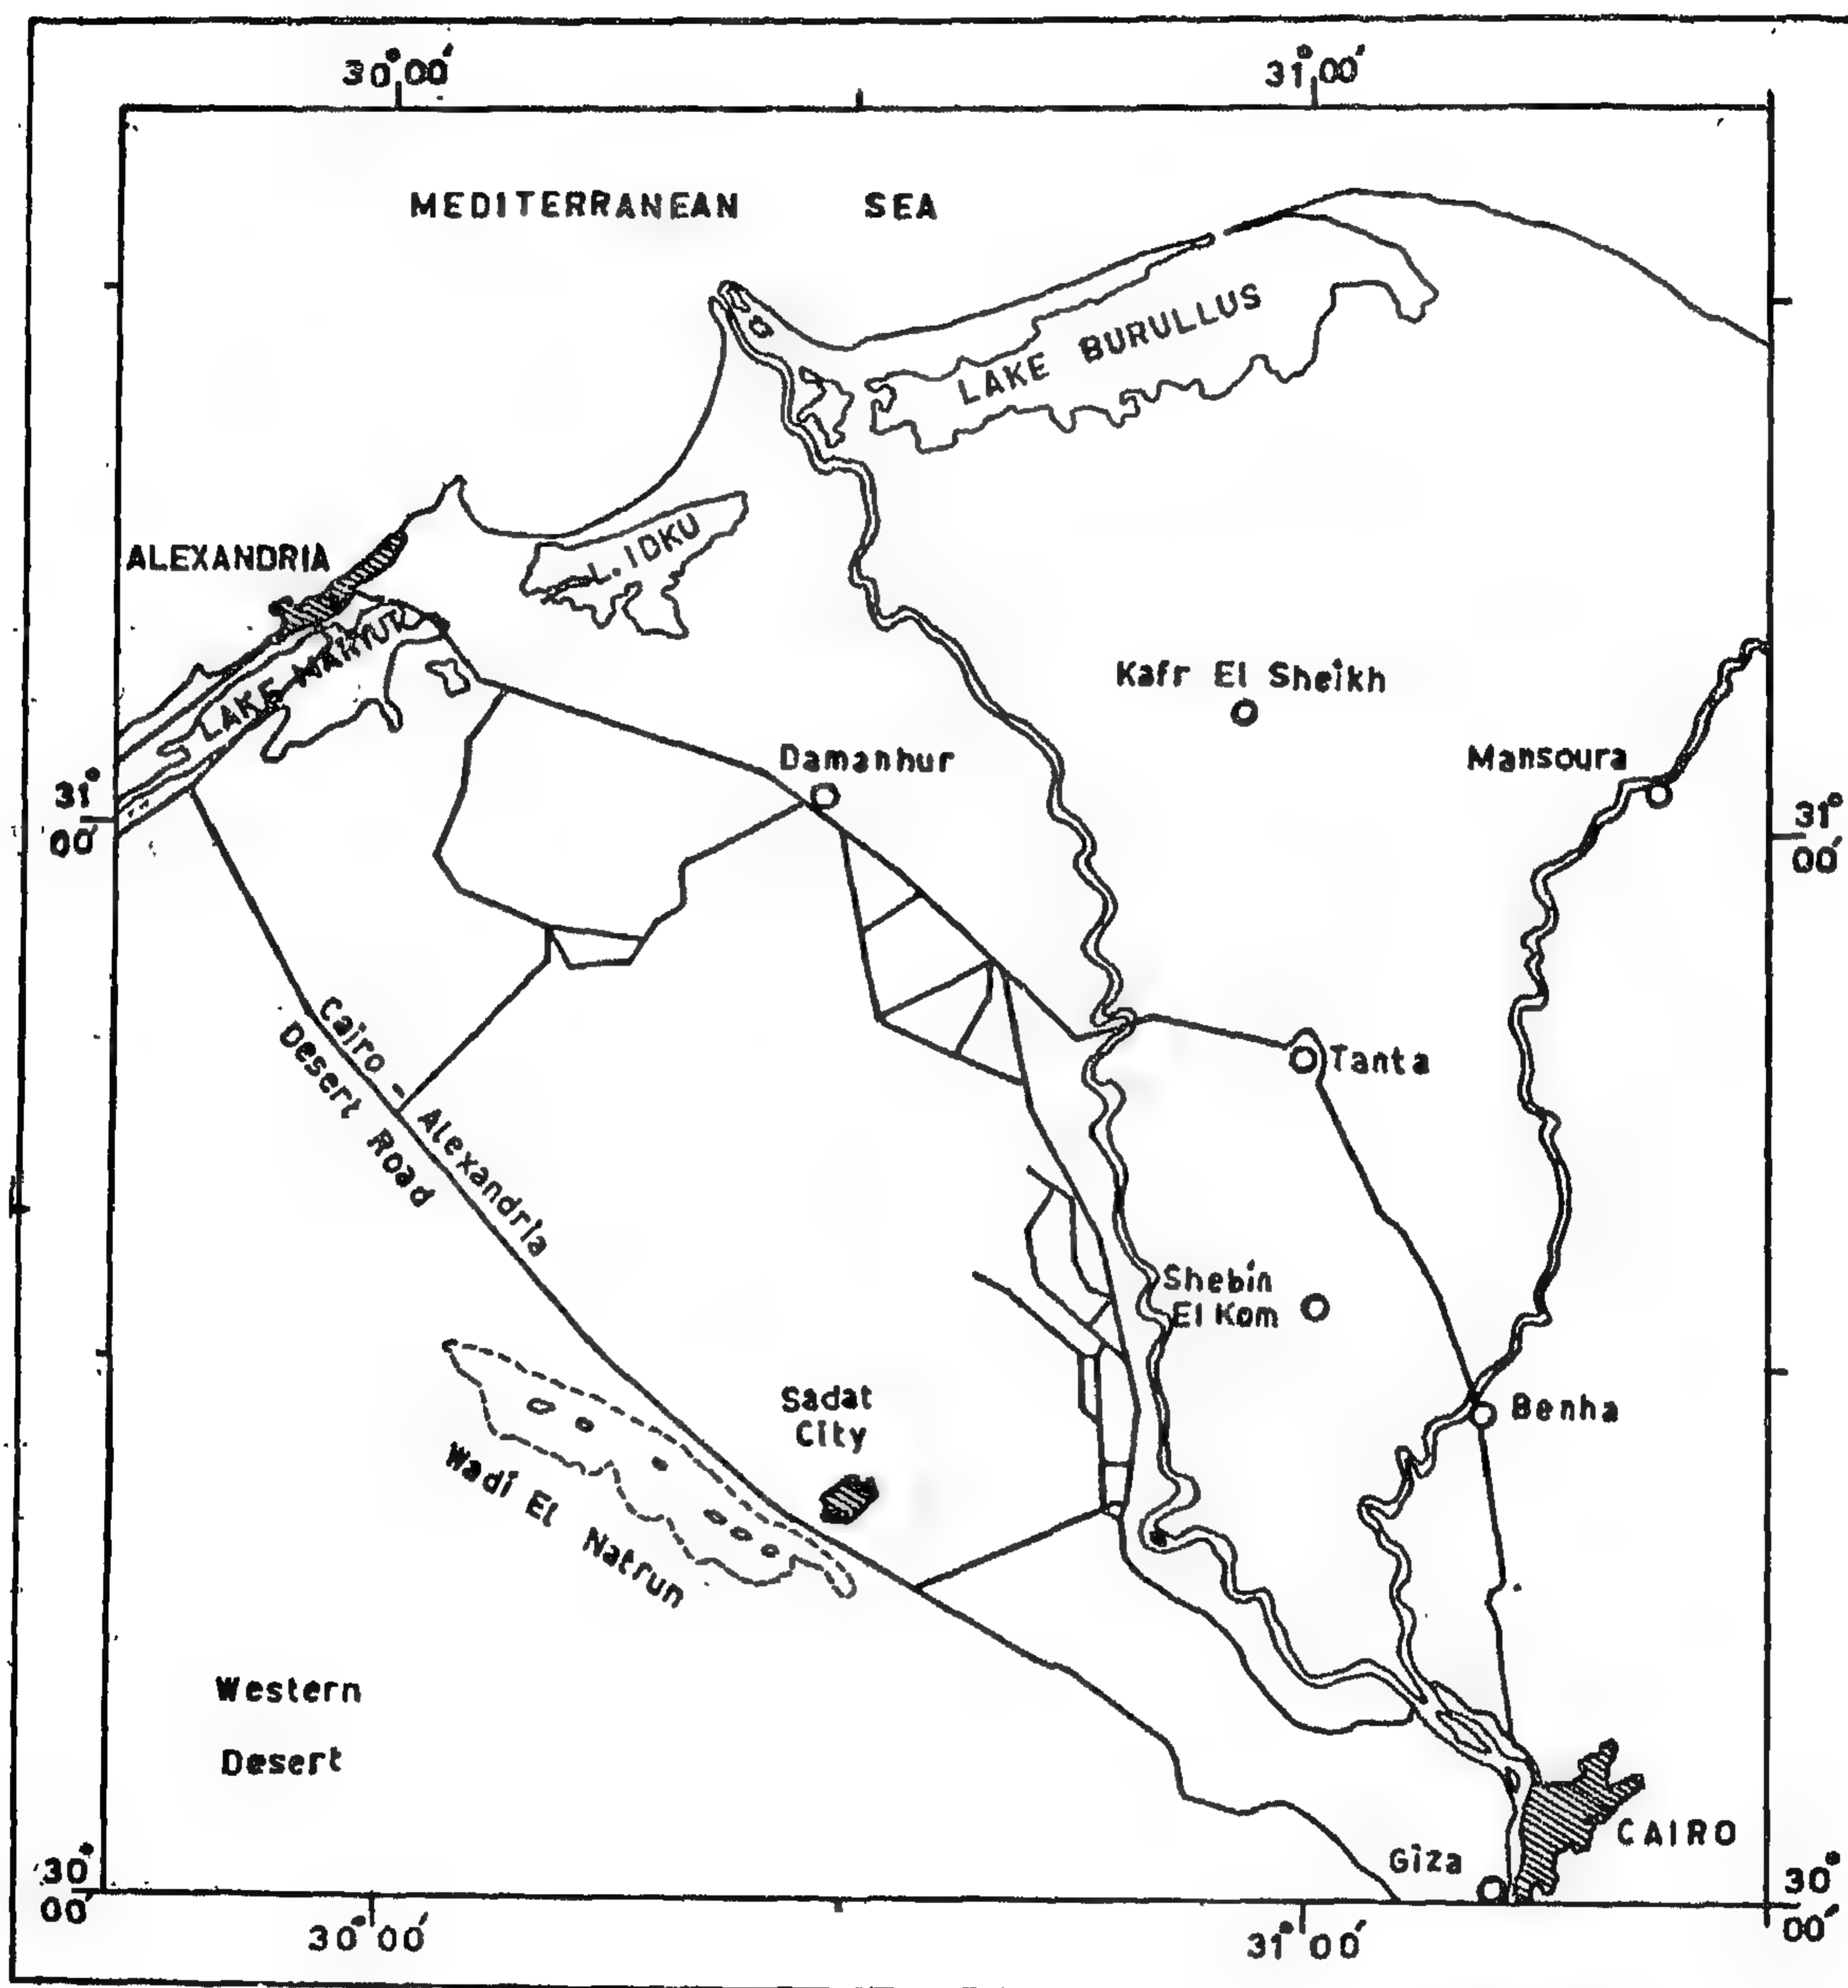 30°00′
31°00′
MEDITERRANEAN SEA
LAKE BURULLUS
L. IDKU
ALEXANDRIA
LAKE MARIUT
Kafr El Sheikh
Mansoura
Damanhur
31°
00′
31°
00′
Tanta
Cairo – Alexandria
Desert Road
Shebin
El Kom
Sadat
City
Benha
Wadi El Natrun
Western
Desert
CAIRO
Giza
30°
00′
30°
00′
30°00′
31°00′